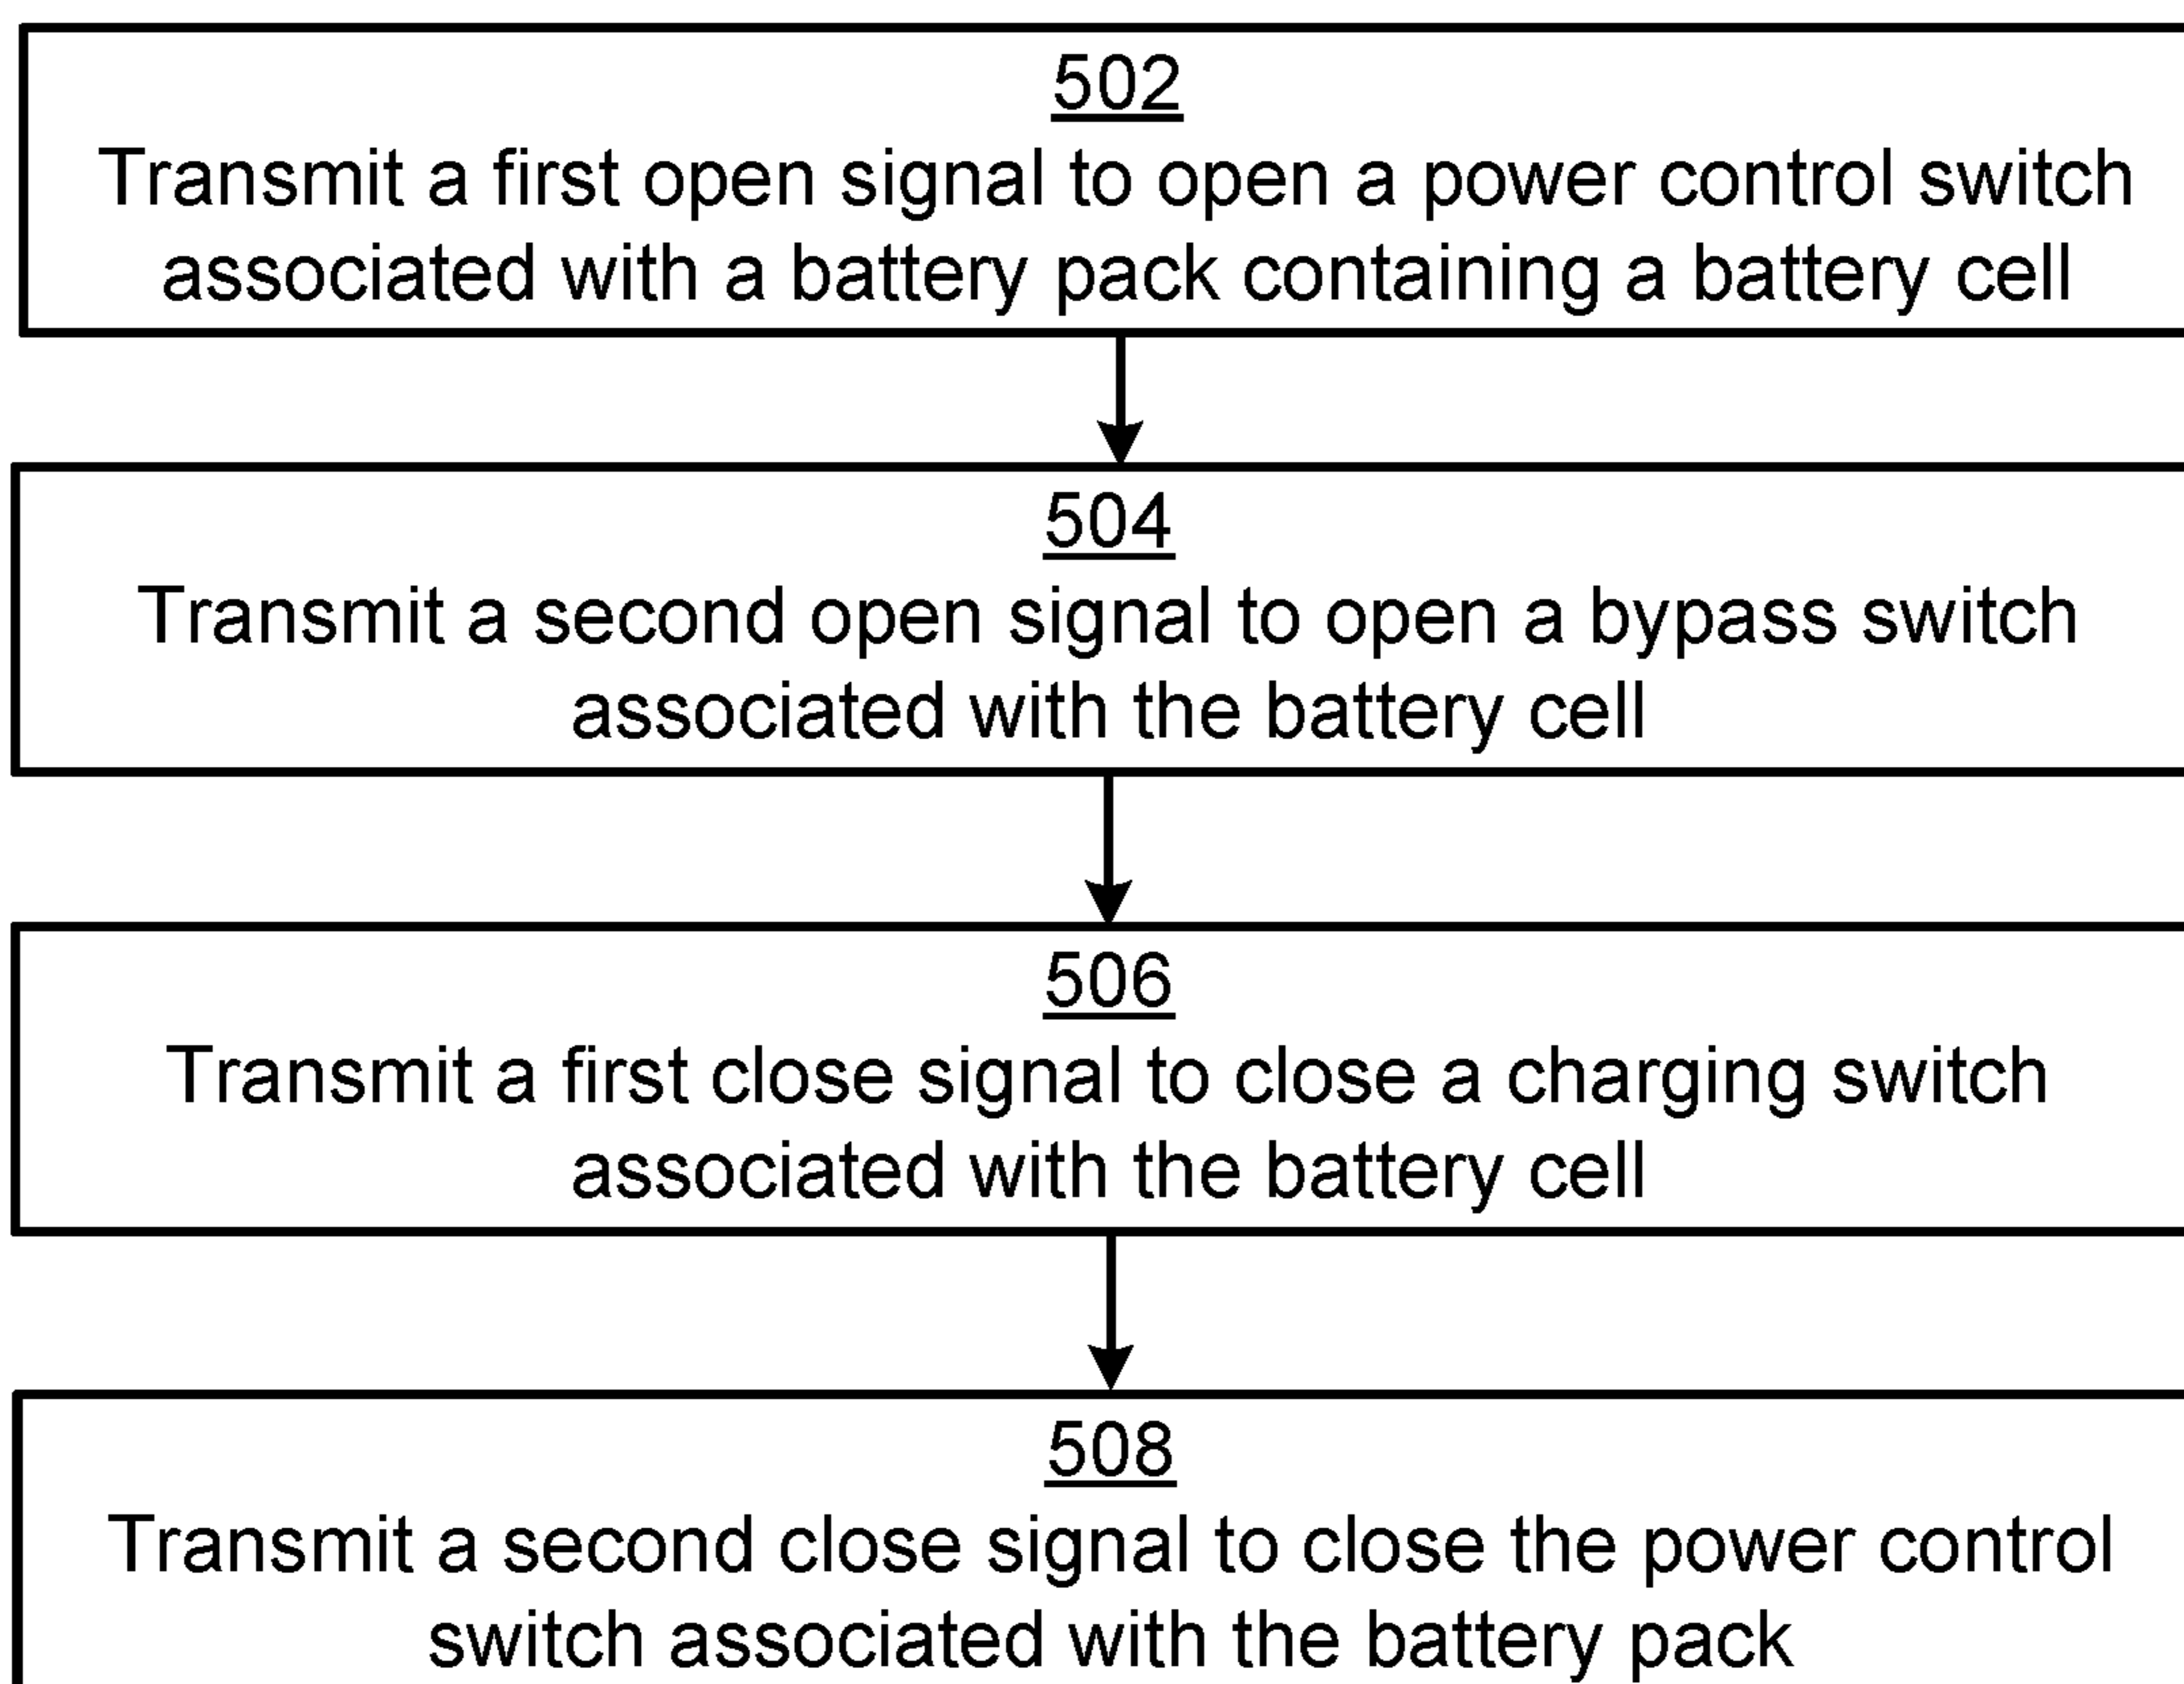 502
Transmit a first open signal to open a power control switch
associated with a battery pack containing a battery cell
504
Transmit a second open signal to open a bypass switch
associated with the battery cell
506
Transmit a first close signal to close a charging switch
associated with the battery cell
508
Transmit a second close signal to close the power control
switch associated with the battery pack